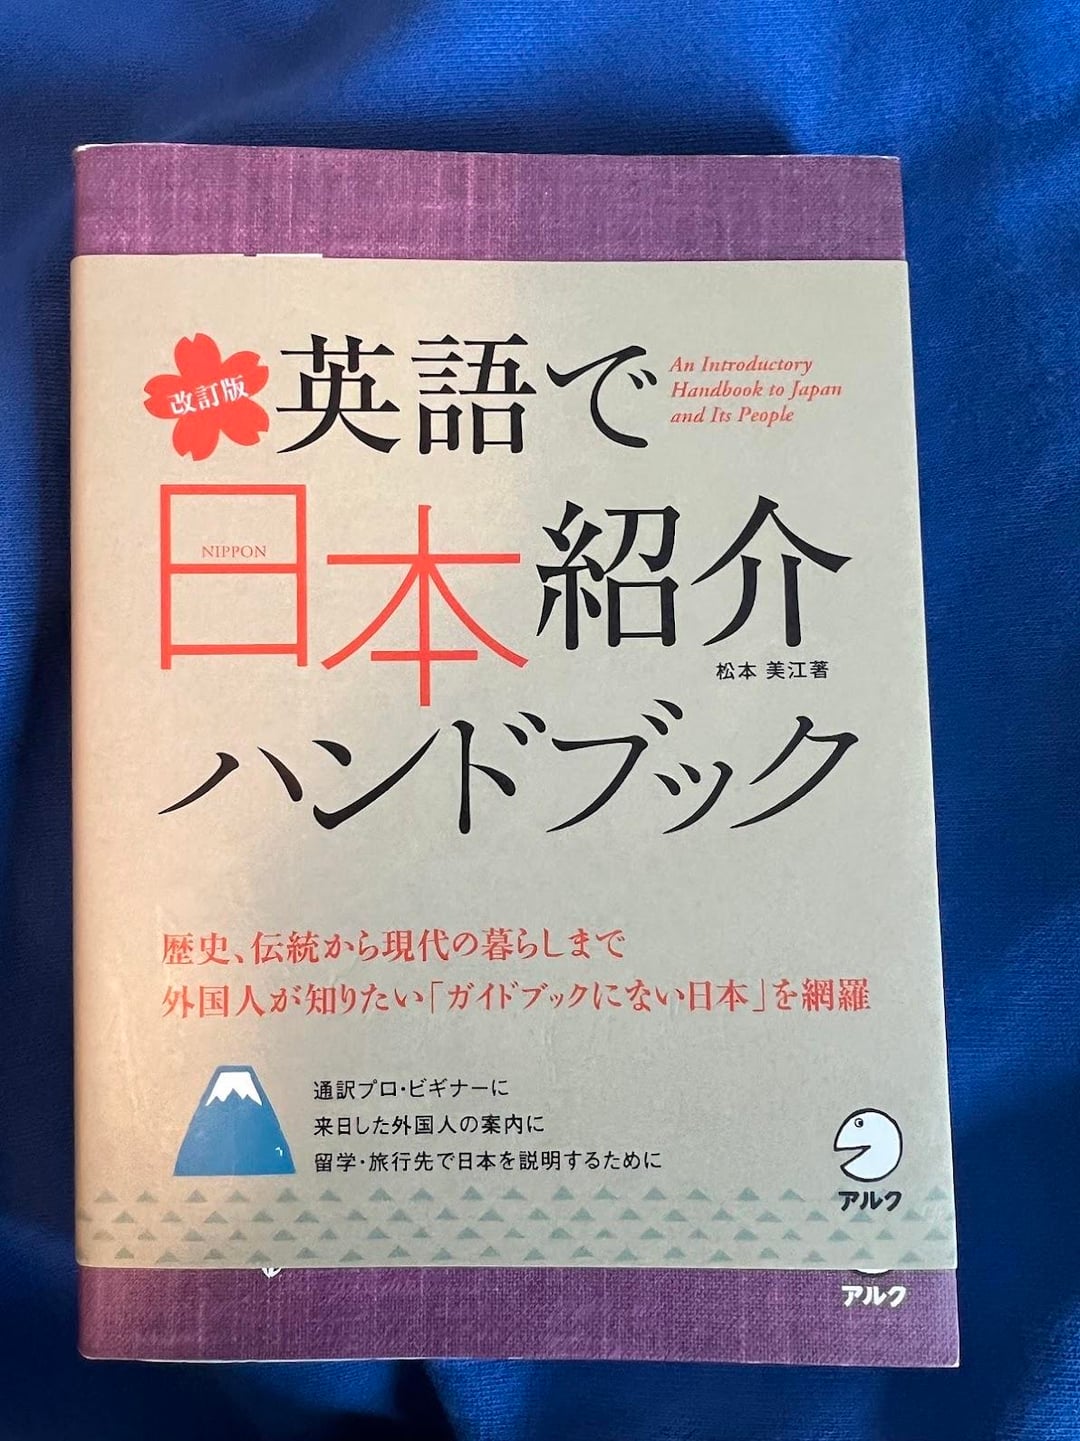 改訂版
英語で
An Introductory
Handbook to Japan
and Its People
NIPPON
日本紹介
松本 美江著
ハンドブック
歴史、伝統から現代の暮らしまで
外国人が知りたい「ガイドブックにない日本」を網羅
通訳プロ・ビギナーに
来日した外国人の案内に
留学・旅行先で日本を説明するために
アルク
アルク